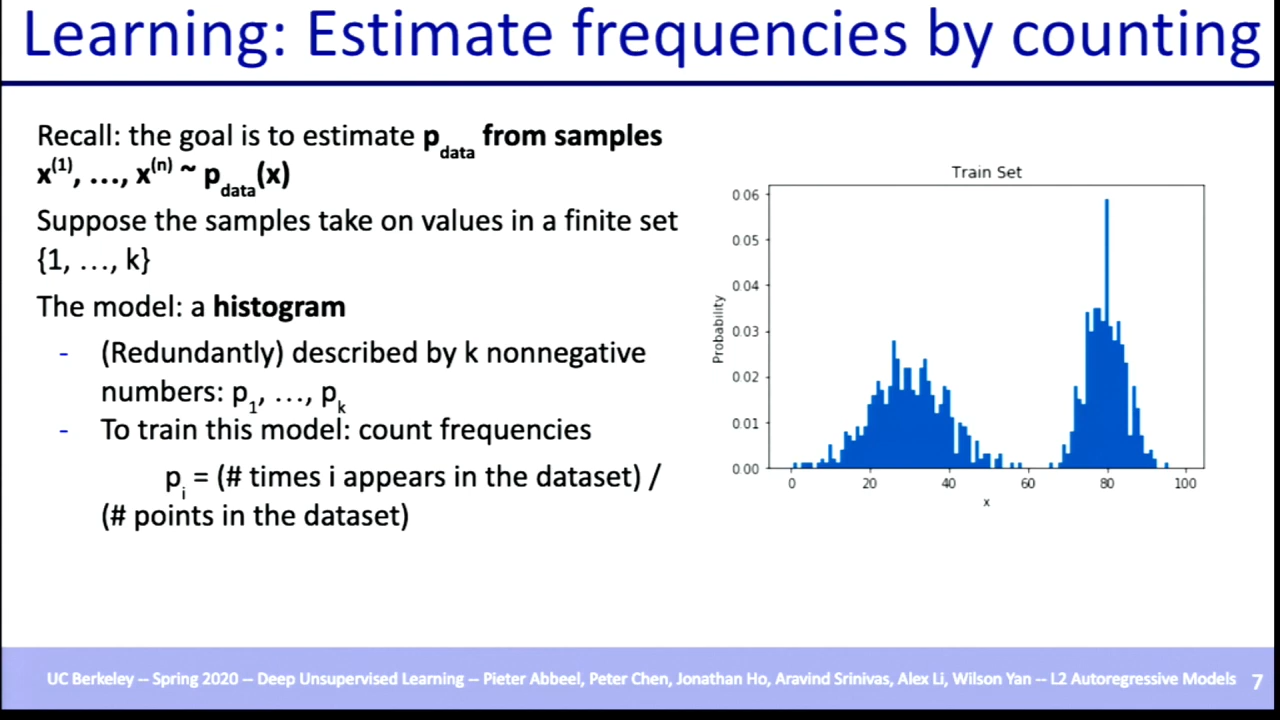 Learning: Estimate frequencies by counting
Recall: the goal is to estimate p_data from samples
x^(1), …, x^(n) ~ p_data(x)
Suppose the samples take on values in a finite set
{1, …, k}
The model: a histogram
- (Redundantly) described by k nonnegative
numbers: p_1, …, p_k
- To train this model: count frequencies
p_i = (# times i appears in the dataset) /
(# points in the dataset)
Train Set
0.06
0.05
0.04
0.03
0.02
0.01
0.00
Probability
0 20 40 60 80 100
x
UC Berkeley -- Spring 2020 -- Deep Unsupervised Learning -- Pieter Abbeel, Peter Chen, Jonathan Ho, Aravind Srinivas, Alex Li, Wilson Yan -- L2 Autoregressive Models 7